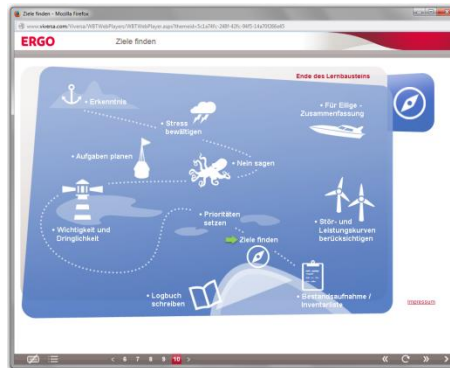 Ziele finden - Mozilla Firefox
ERGO
Ziele finden
Ende des Lernbausteins
• Erkenntnis
• Stress
bewältigen
• Für Eilige -
Zusammenfassung
• Aufgaben planen
• Nein sagen
• Wichtigkeit und
Dringlichkeit
• Prioritäten
setzen
• Stör- und
Leistungskurven
berücksichtigen
Ziele finden
• Logbuch
schreiben
• Bestandsaufnahme /
Inventarliste
Impressum
< 6 7 8 9 10 >